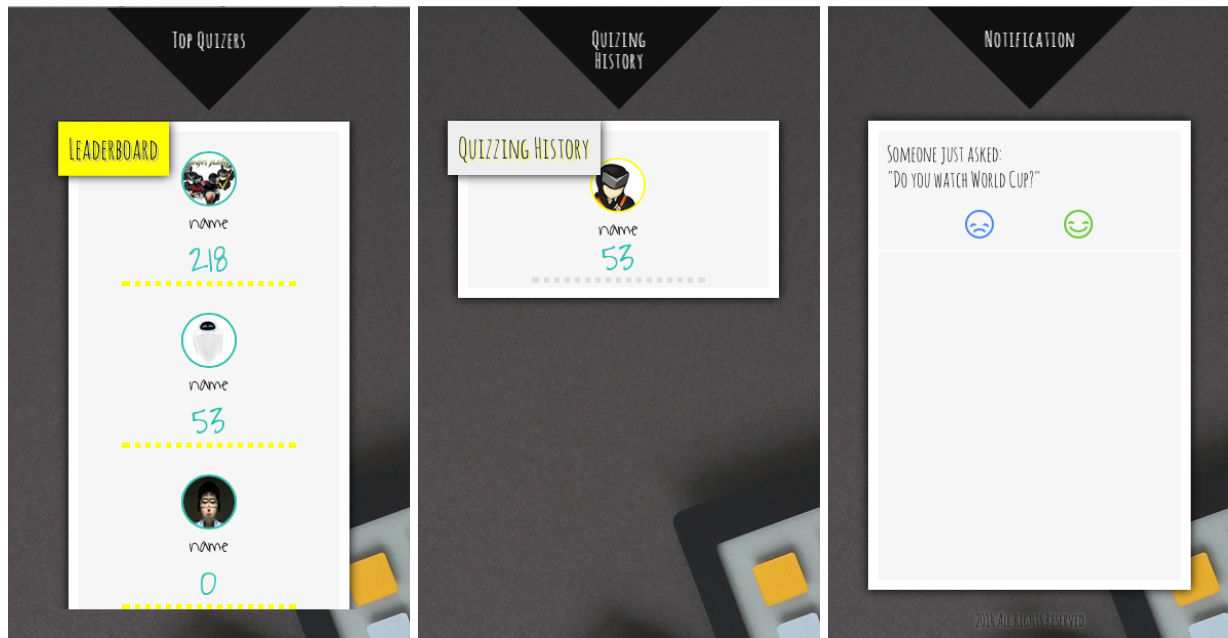 Top Quizers
Leaderboard
name
218
name
53
name
0
Quizing
History
Quizzing History
name
53
Notification
Someone just asked:
"Do you watch World Cup?"
2014 All Rights Reserved